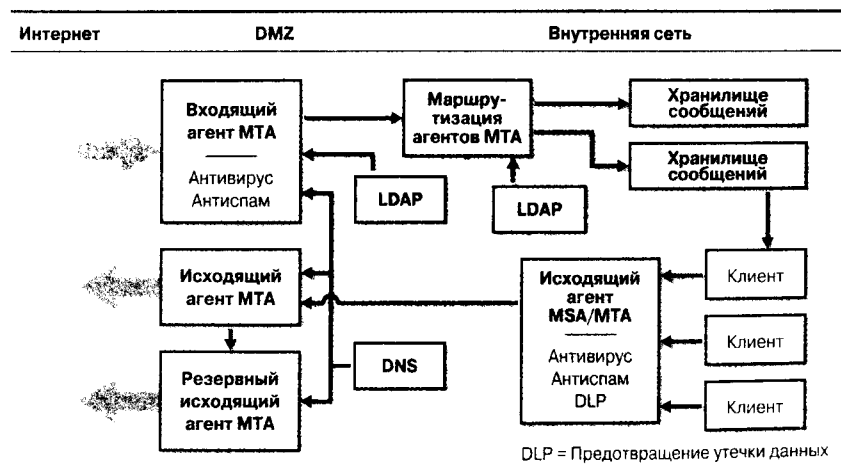 Интернет
DMZ
Внутренняя сеть
Входящий
агент MTA
Антивирус
Антиспам
Маршру-
тизация
агентов MTA
Хранилище
сообщений
Хранилище
сообщений
LDAP
LDAP
Исходящий
агент MTA
Исходящий
агент
MSA/MTA
Антивирус
Антиспам
DLP
Клиент
Клиент
Клиент
Резервный
исходящий
агент MTA
DNS
DLP = Предотвращение утечки данных